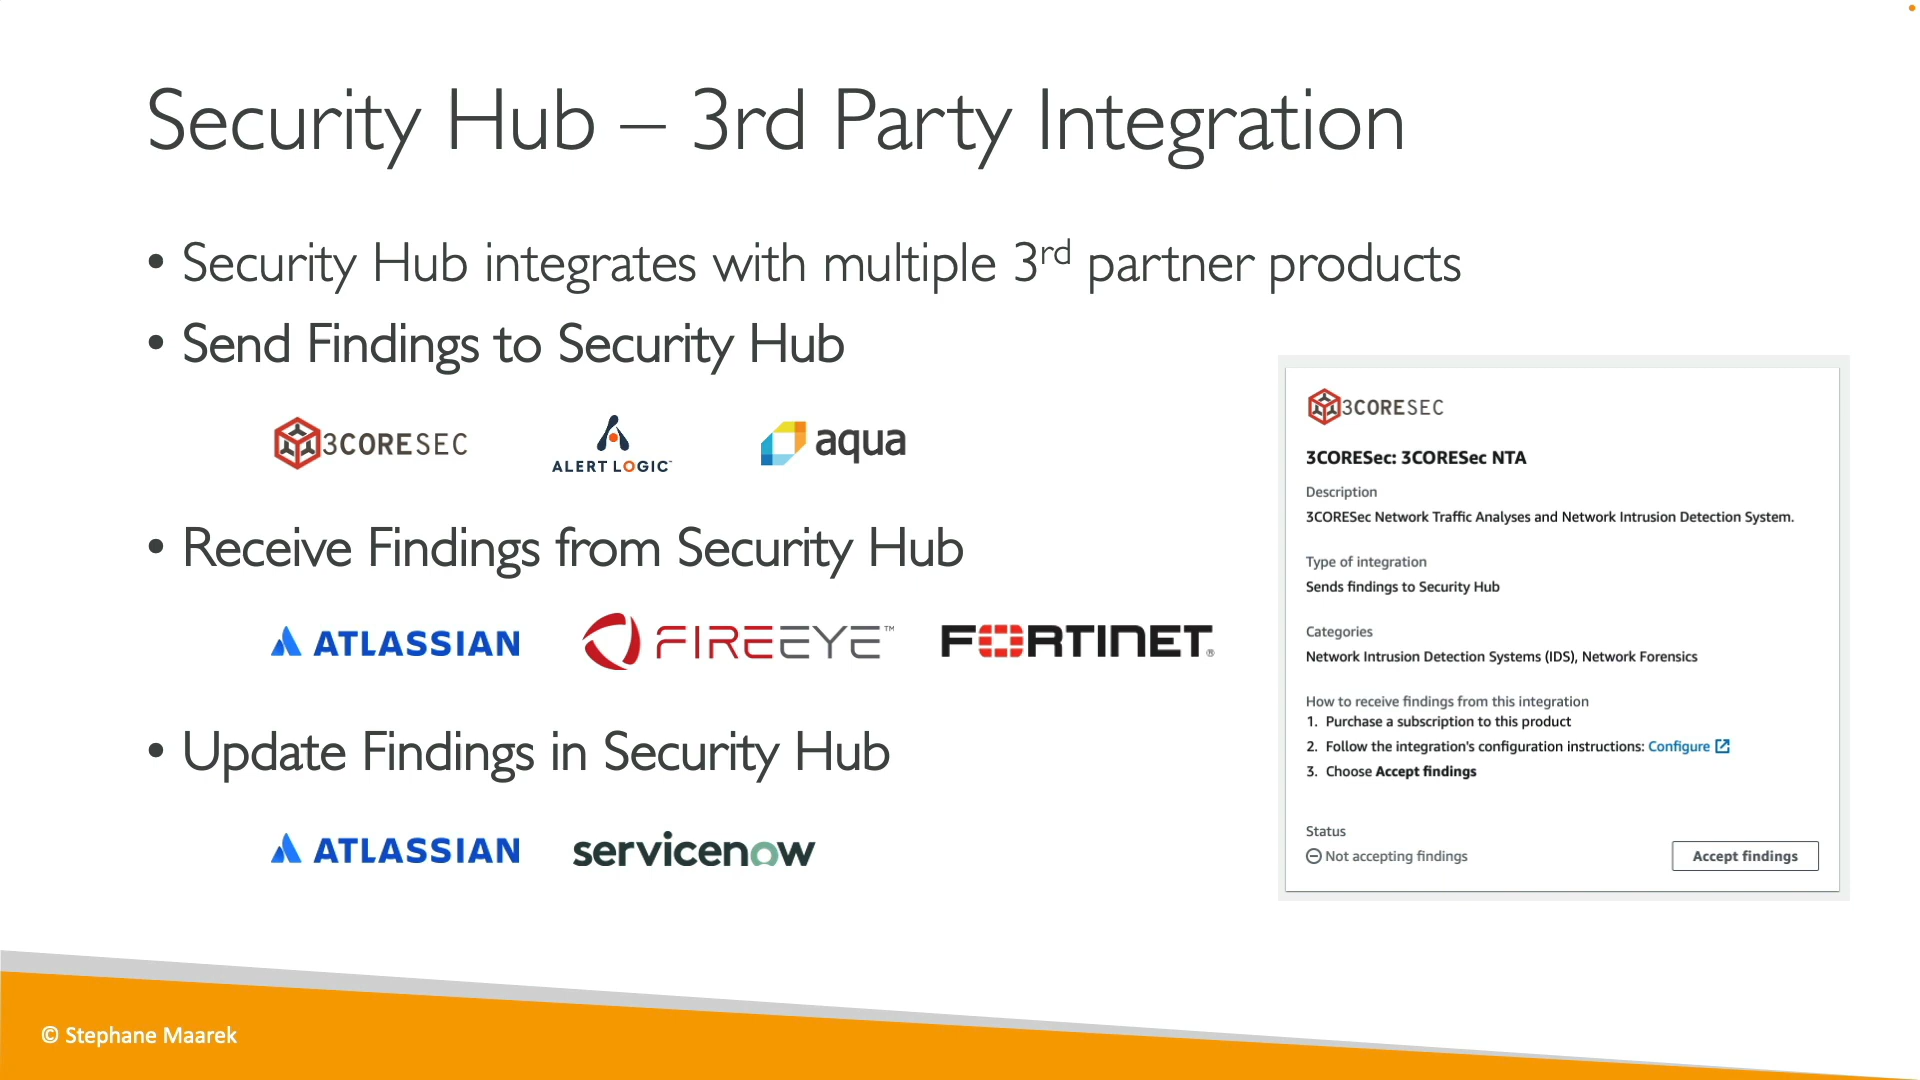 Security Hub – 3rd Party Integration
• Security Hub integrates with multiple 3rd partner products
• Send Findings to Security Hub
3CORESEC
ALERT LOGIC™
aqua
• Receive Findings from Security Hub
ATLASSIAN
FIREEYE™
FORTINET®
• Update Findings in Security Hub
ATLASSIAN
servicenow
3CORESEC
3CORESec: 3CORESec NTA
Description
3CORESec Network Traffic Analyses and Network Intrusion Detection System.
Type of integration
Sends findings to Security Hub
Categories
Network Intrusion Detection Systems (IDS), Network Forensics
How to receive findings from this integration
1. Purchase a subscription to this product
2. Follow the integration's configuration instructions: Configure
3. Choose Accept findings
Status
Not accepting findings
Accept findings
© Stephane Maarek